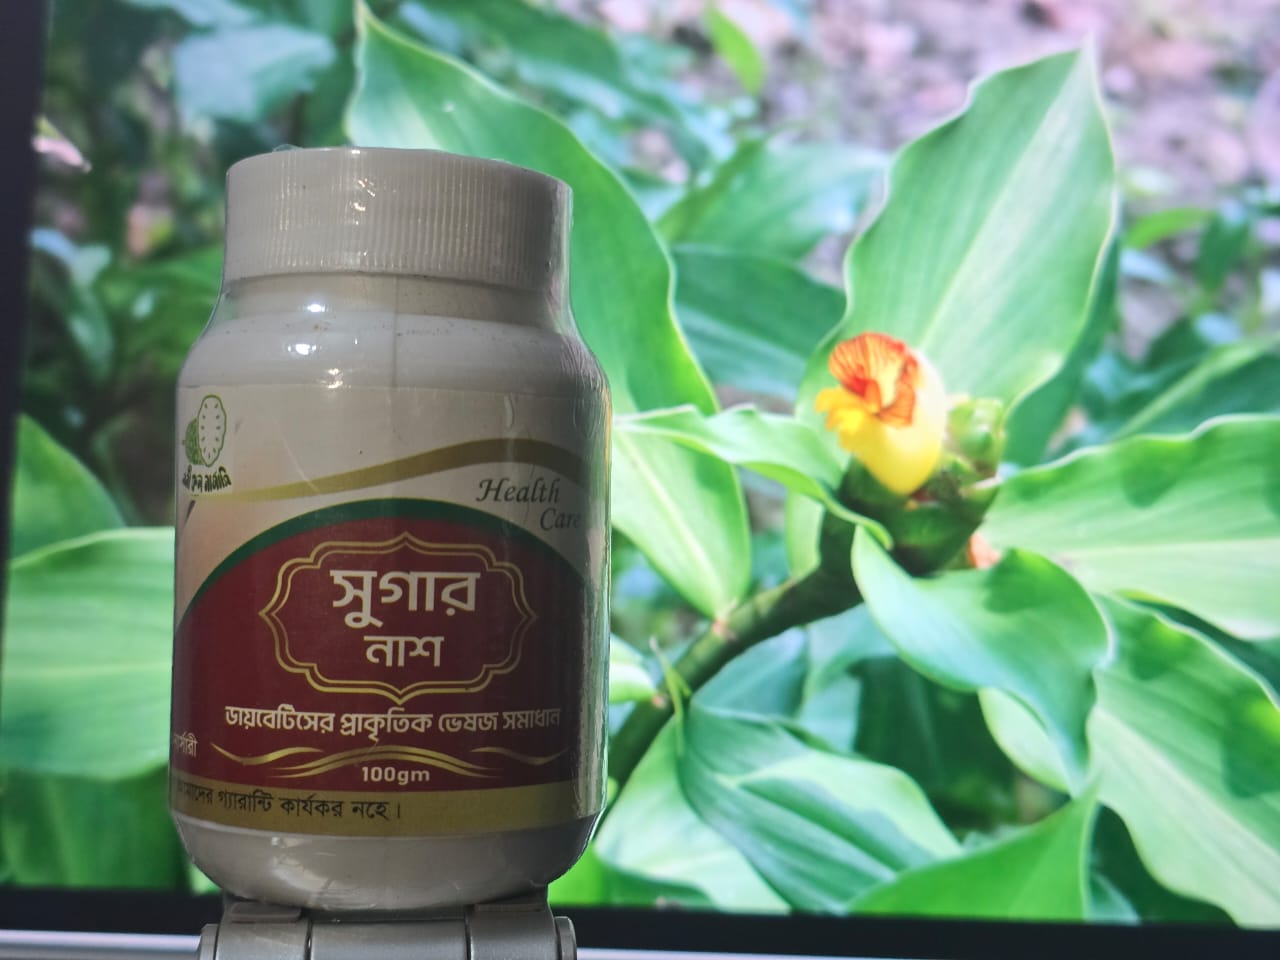 Health
Care
সুগার
নাশ
ডায়বেটিসের প্রাকৃতিক ভেষজ সমাধান
100gm
গ্যারান্টি কার্যকর নহে।